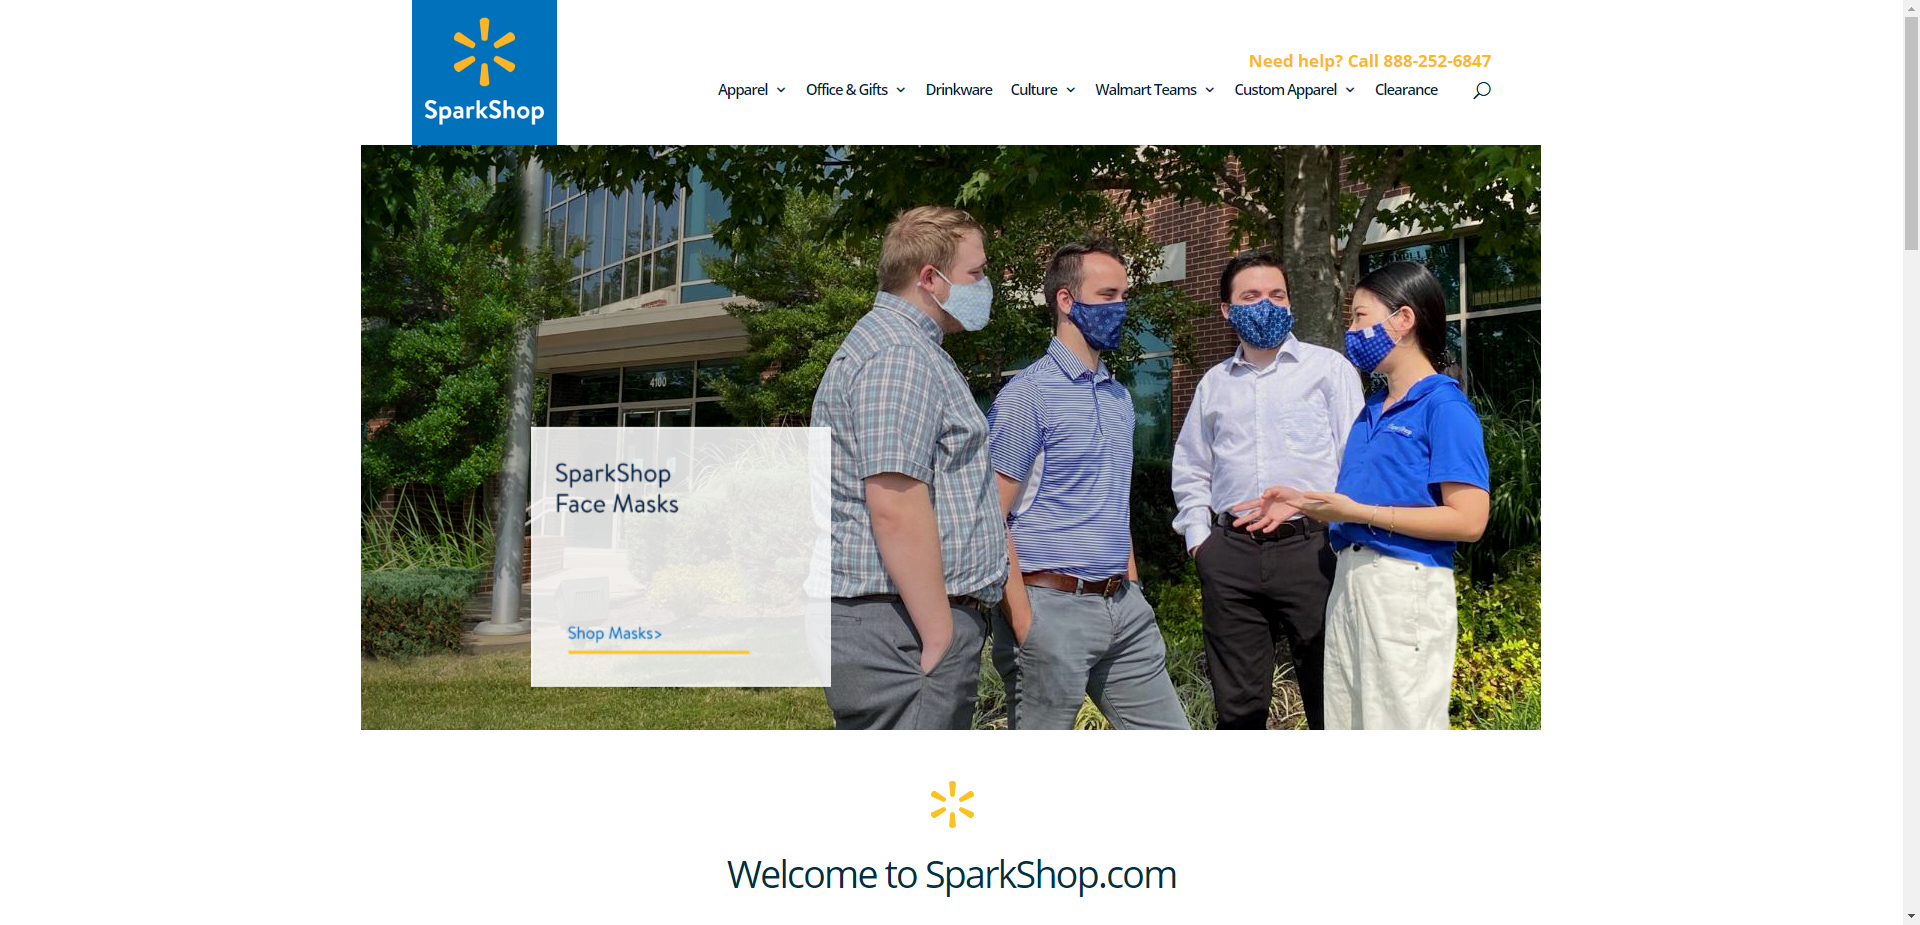 SparkShop
Need help? Call 888-252-6847
Apparel
Office & Gifts
Drinkware
Culture
Walmart Teams
Custom Apparel
Clearance
4100
SparkShop
SparkShop
Face Masks
Shop Masks>
Welcome to SparkShop.com